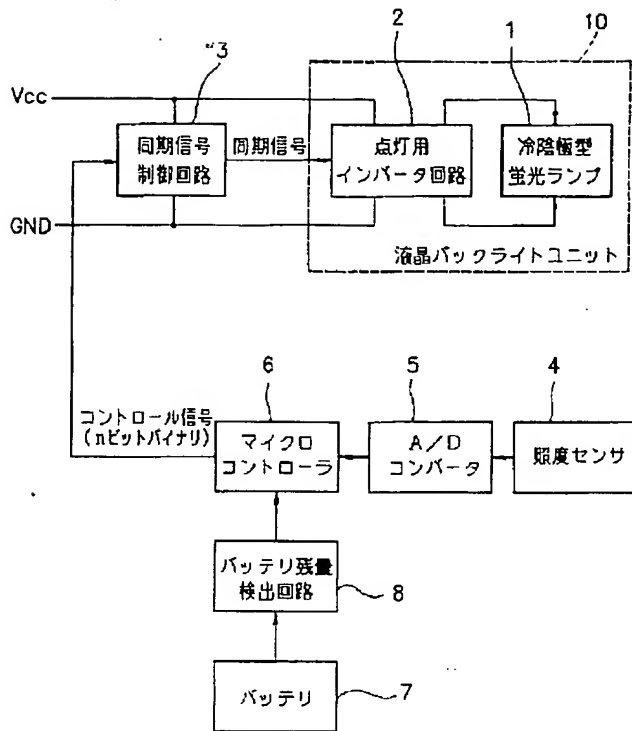 2
1
10
3
Vcc
同期信号
制御回路
同期信号
点灯用
インバータ回路
冷陰極型
蛍光ランプ
GND
液晶バックライトユニット
6
5
4
コントロール信号
(nビットバイナリ)
マイクロ
コントローラ
A/D
コンバータ
照度センサ
バッテリ残量
検出回路
8
バッテリ
7